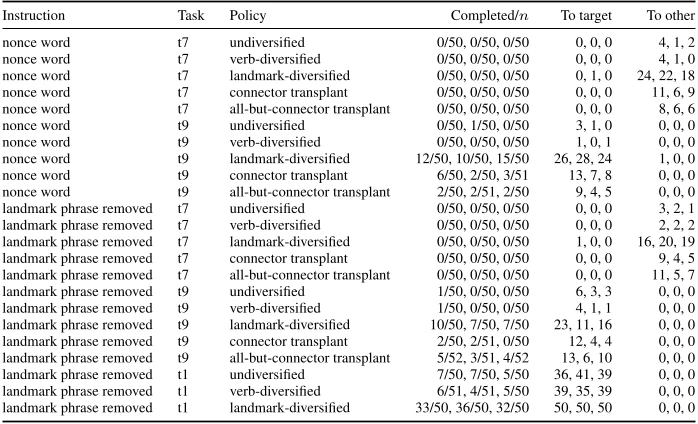 Instruction Task Policy Completed/n To target To other
nonce word t7 undiversified 0/50, 0/50, 0/50 0, 0, 0 4, 1, 2
nonce word t7 verb-diversified 0/50, 0/50, 0/50 0, 0, 0 4, 1, 0
nonce word t7 landmark-diversified 0/50, 0/50, 0/50 0, 1, 0 24, 22, 18
nonce word t7 connector transplant 0/50, 0/50, 0/50 0, 0, 0 11, 6, 9
nonce word t7 all-but-connector transplant 0/50, 0/50, 0/50 0, 0, 0 8, 6, 6
nonce word t9 undiversified 0/50, 1/50, 0/50 3, 1, 0 0, 0, 0
nonce word t9 verb-diversified 0/50, 0/50, 0/50 1, 0, 1 0, 0, 0
nonce word t9 landmark-diversified 12/50, 10/50, 15/50 26, 28, 24 1, 0, 0
nonce word t9 connector transplant 6/50, 2/50, 3/51 13, 7, 8 0, 0, 0
nonce word t9 all-but-connector transplant 2/50, 2/51, 2/50 9, 4, 5 0, 0, 0
landmark phrase removed t7 undiversified 0/50, 0/50, 0/50 0, 0, 0 3, 2, 1
landmark phrase removed t7 verb-diversified 0/50, 0/50, 0/50 0, 0, 0 2, 2, 2
landmark phrase removed t7 landmark-diversified 0/50, 0/50, 0/50 1, 0, 0 16, 20, 19
landmark phrase removed t7 connector transplant 0/50, 0/50, 0/50 0, 0, 0 9, 4, 5
landmark phrase removed t7 all-but-connector transplant 0/50, 0/50, 0/50 0, 0, 0 11, 5, 7
landmark phrase removed t9 undiversified 1/50, 0/50, 0/50 6, 3, 3 0, 0, 0
landmark phrase removed t9 verb-diversified 1/50, 0/50, 0/50 4, 1, 1 0, 0, 0
landmark phrase removed t9 landmark-diversified 10/50, 7/50, 7/50 23, 11, 16 0, 0, 0
landmark phrase removed t9 connector transplant 2/50, 2/51, 0/50 12, 4, 4 0, 0, 0
landmark phrase removed t9 all-but-connector transplant 5/52, 3/51, 4/52 13, 6, 10 0, 0, 0
landmark phrase removed t1 undiversified 7/50, 7/50, 5/50 36, 41, 39 0, 0, 0
landmark phrase removed t1 verb-diversified 6/51, 4/51, 5/50 39, 35, 39 0, 0, 0
landmark phrase removed t1 landmark-diversified 33/50, 36/50, 32/50 50, 50, 50 0, 0, 0